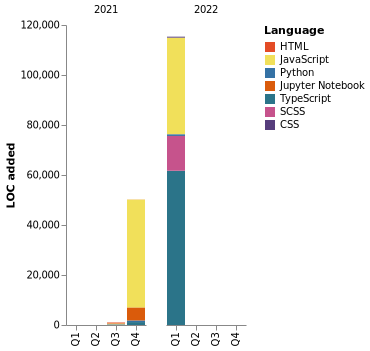 2021
2022
LOC added
120,000
100,000
80,000
60,000
40,000
20,000
0
Q1
Q2
Q3
Q4
Q1
Q2
Q3
Q4
Language
HTML
JavaScript
Python
Jupyter Notebook
TypeScript
SCSS
CSS